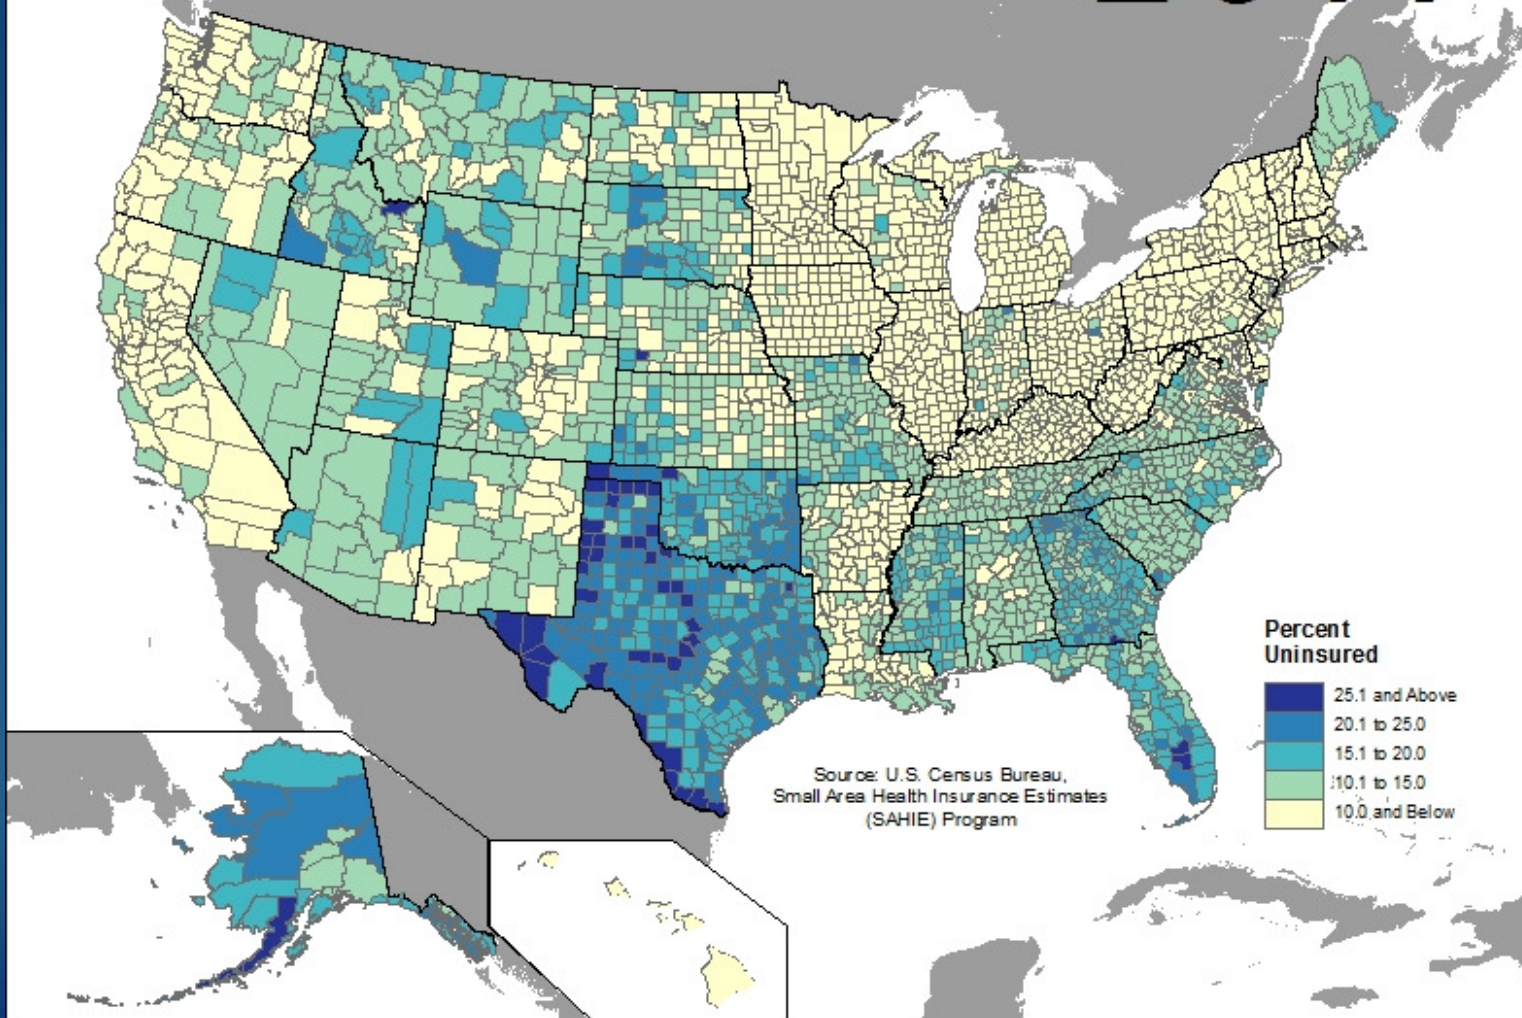 Percent
Uninsured
25.1 and Above
20.1 to 25.0
15.1 to 20.0
10.1 to 15.0
10.0 and Below
Source: U.S. Census Bureau,
Small Area Health Insurance Estimates
(SAHIE) Program